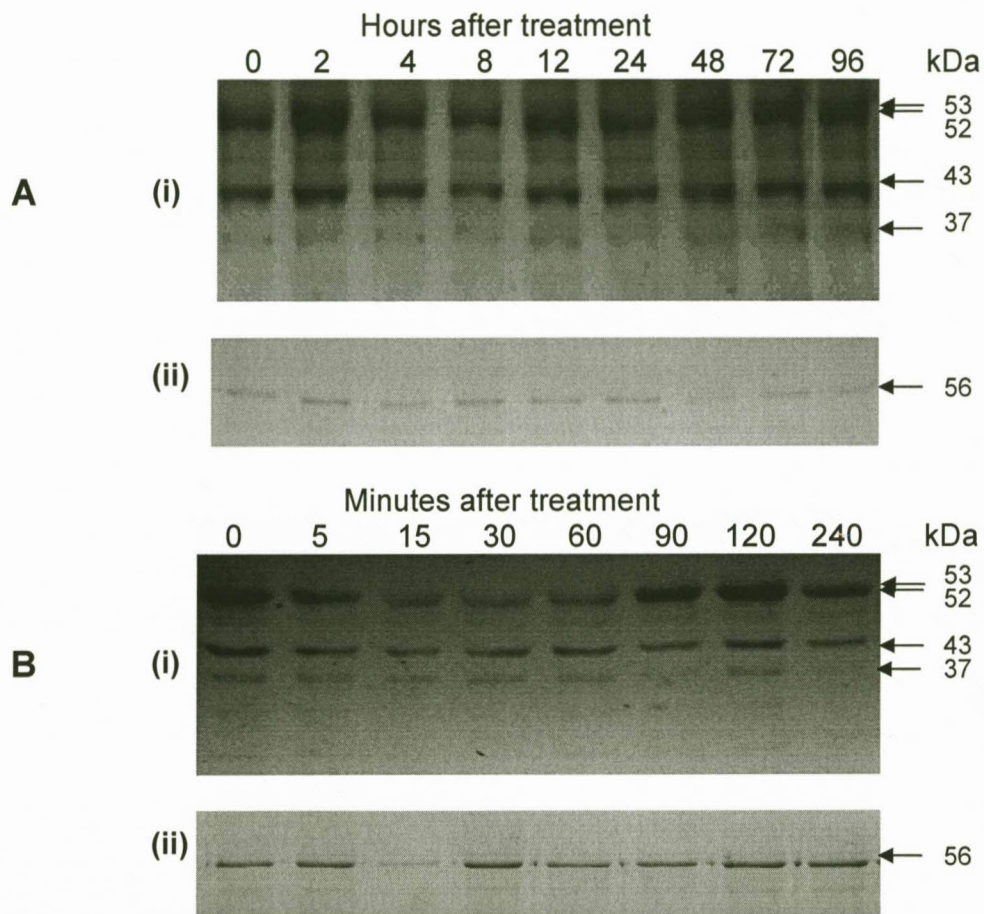 Hours after treatment
0 2 4 8 12 24 48 72 96 kDa
53
52
A (i) 43
37
(ii) 56
Minutes after treatment
0 5 15 30 60 90 120 240 kDa
53
52
B (i) 43
37
(ii) 56